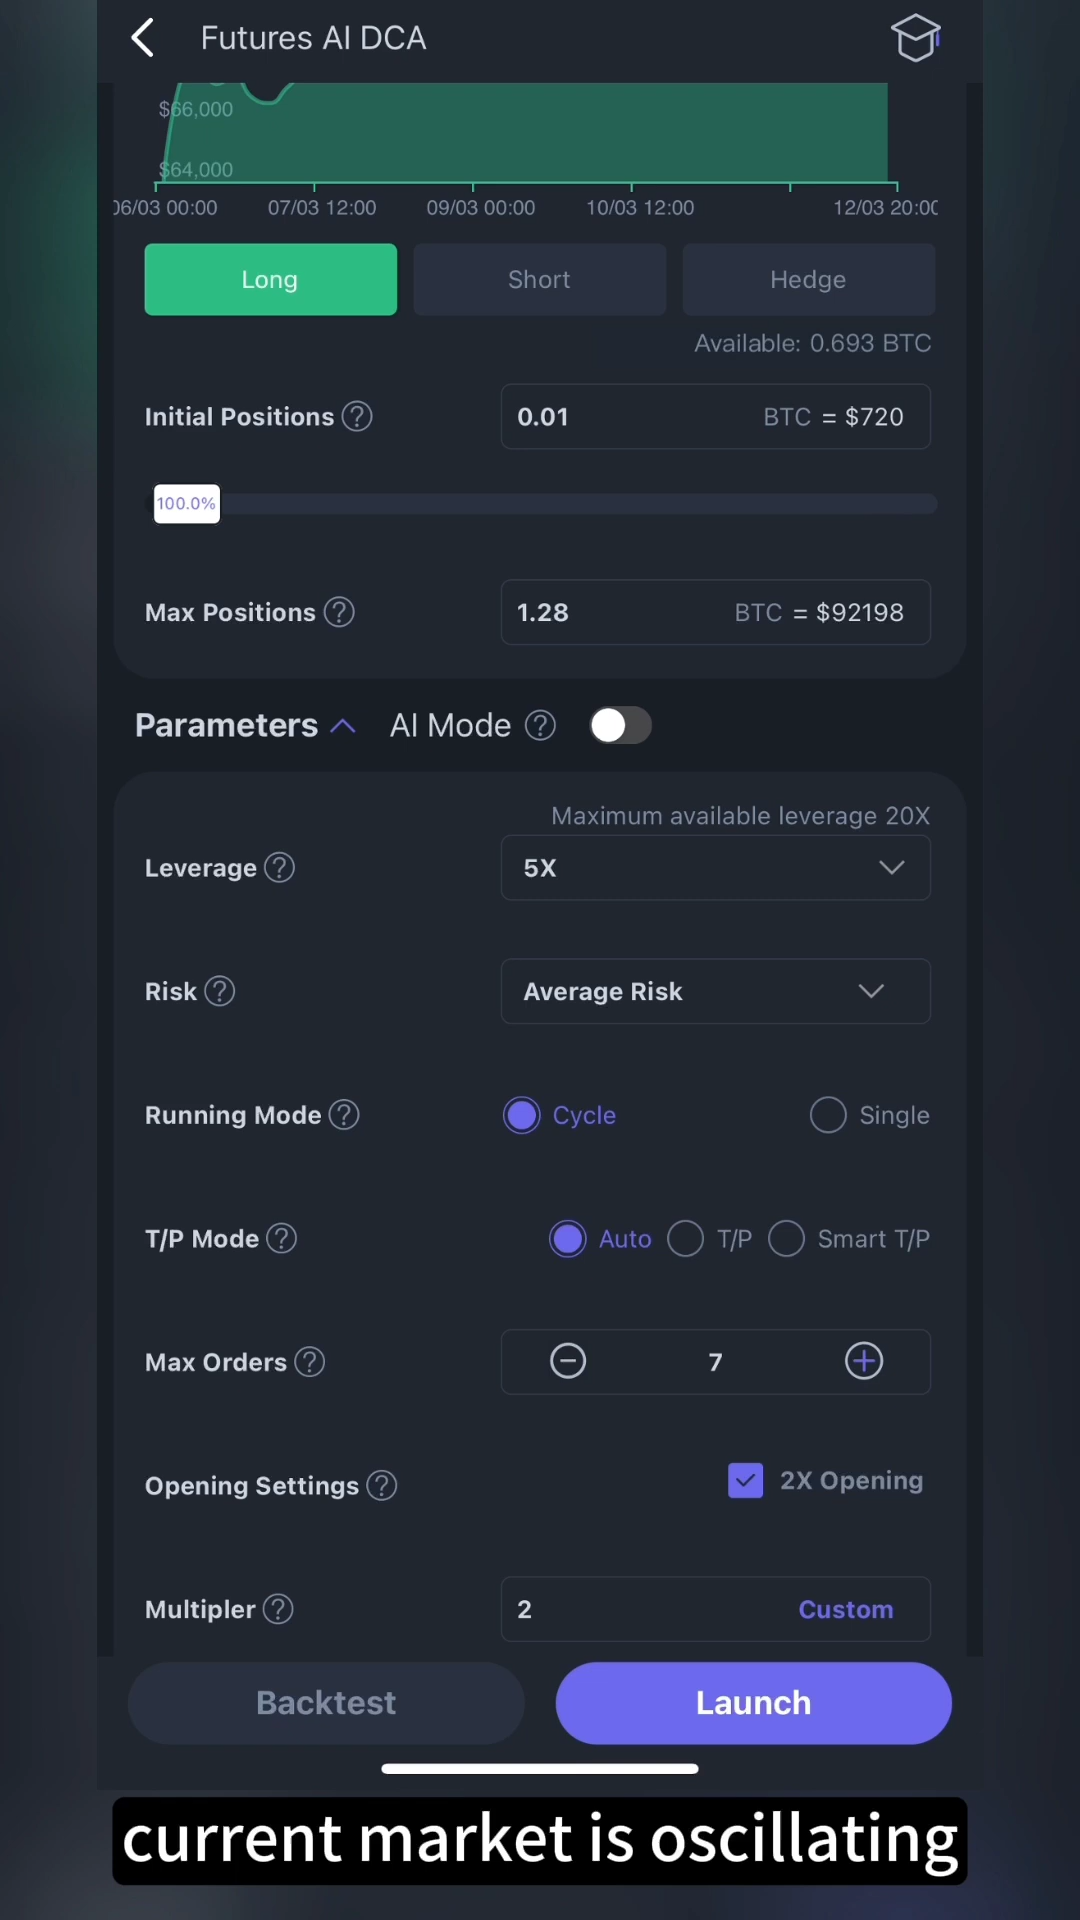 Futures AI DCA
$66,000
$64,000
06/03 00:00 07/03 12:00 09/03 00:00 10/03 12:00 12/03 20:00
Long Short Hedge
Available: 0.693 BTC
Initial Positions ? 0.01 BTC = $720
100.0%
Max Positions ? 1.28 BTC = $92198
Parameters AI Mode ?
Maximum available leverage 20X
Leverage ? 5X
Risk ? Average Risk
Running Mode ? Cycle Single
T/P Mode ? Auto T/P Smart T/P
Max Orders ? 7
Opening Settings ? 2X Opening
Multipler ? 2 Custom
Backtest Launch
current market is oscillating